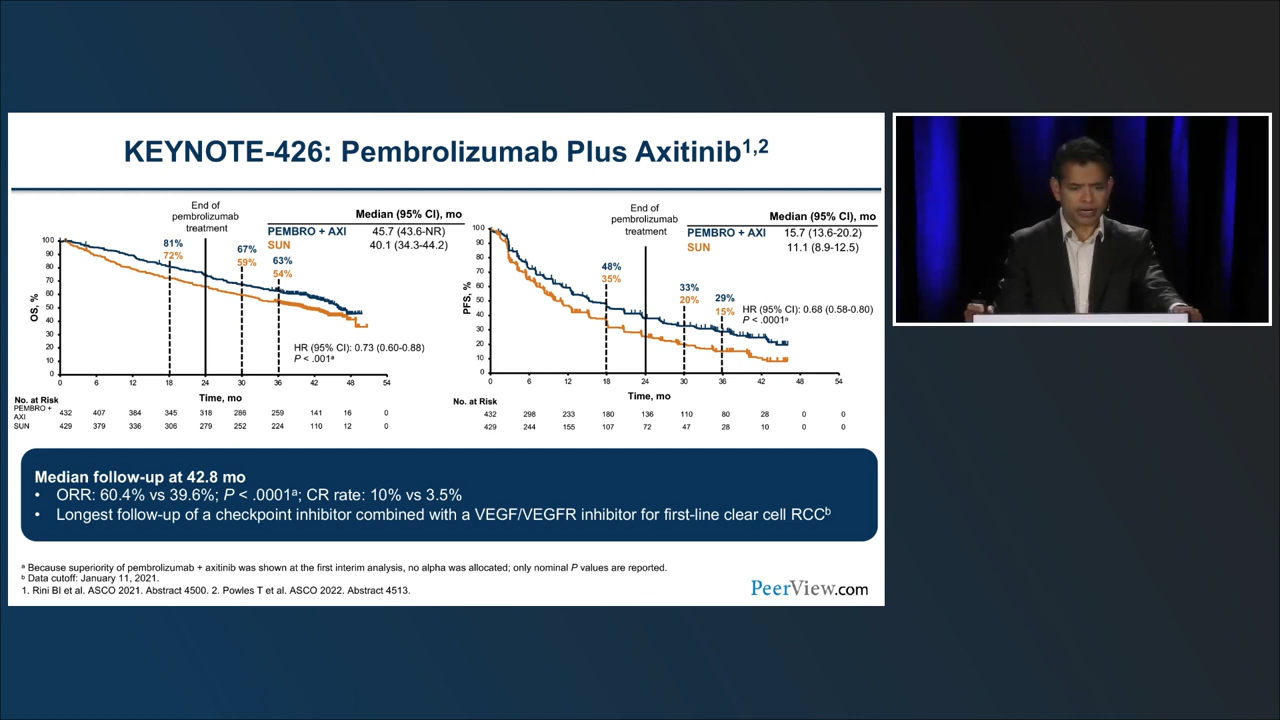 KEYNOTE-426: Pembrolizumab Plus Axitinib1,2
End of
pembrolizumab
treatment
Median (95% CI), mo
PEMBRO + AXI 45.7 (43.6-NR)
SUN 40.1 (34.3-44.2)
81%
72%
67%
59%
63%
54%
HR (95% CI): 0.73 (0.60-0.88)
P < .001a
OS, %
100
90
80
70
60
50
40
30
20
10
0
0 6 12 18 24 30 36 42 48 54
Time, mo
No. at Risk
PEMBRO +
AXI 432 407 384 345 318 286 259 141 16 0
SUN 429 379 336 306 279 252 224 110 12 0
End of
pembrolizumab
treatment
Median (95% CI), mo
PEMBRO + AXI 15.7 (13.6-20.2)
SUN 11.1 (8.9-12.5)
48%
35%
33%
20%
29%
15%
HR (95% CI): 0.68 (0.58-0.80)
P < .0001a
PFS, %
100
90
80
70
60
50
40
30
20
10
0
0 6 12 18 24 30 36 42 48 54
Time, mo
No. at Risk
432 298 233 180 136 110 80 28 0 0
429 244 155 107 72 47 28 10 0 0
Median follow-up at 42.8 mo
• ORR: 60.4% vs 39.6%; P < .0001a; CR rate: 10% vs 3.5%
• Longest follow-up of a checkpoint inhibitor combined with a VEGF/VEGFR inhibitor for first-line clear cell RCCb
a Because superiority of pembrolizumab + axitinib was shown at the first interim analysis, no alpha was allocated; only nominal P values are reported.
b Data cutoff: January 11, 2021.
1. Rini BI et al. ASCO 2021. Abstract 4500. 2. Powles T et al. ASCO 2022. Abstract 4513.
PeerView.com